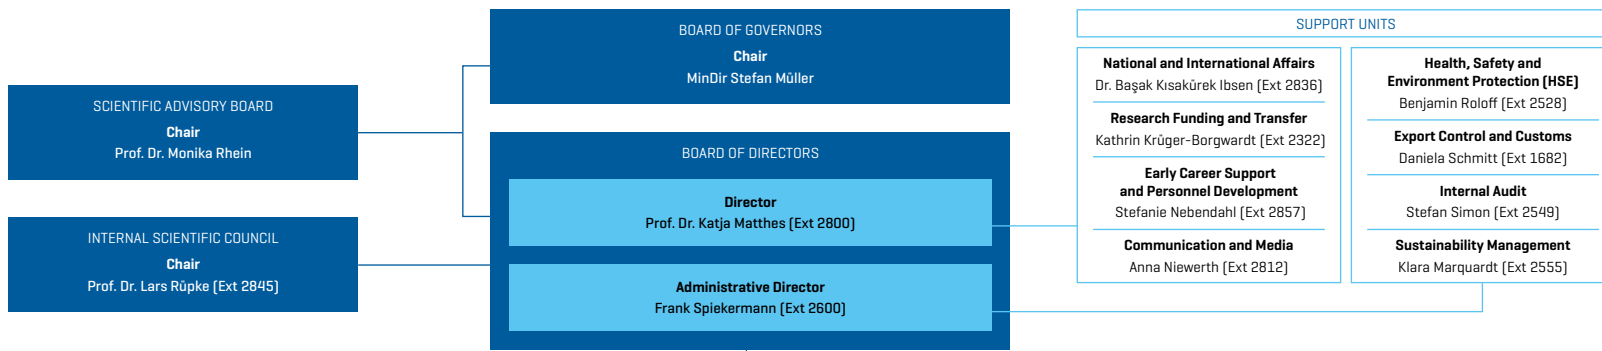 SCIENTIFIC ADVISORY BOARD
Chair
Prof. Dr. Monika Rhein
INTERNAL SCIENTIFIC COUNCIL
Chair
Prof. Dr. Lars Rüpke (Ext 2845)
BOARD OF GOVERNORS
Chair
MinDir Stefan Müller
BOARD OF DIRECTORS
Director
Prof. Dr. Katja Matthes (Ext 2800)
Administrative Director
Frank Spiekermann (Ext 2600)
SUPPORT UNITS
National and International Affairs
Dr. Başak Kısakürek Ibsen (Ext 2836)
Research Funding and Transfer
Kathrin Krüger-Borgwardt (Ext 2322)
Early Career Support
and Personnel Development
Stefanie Nebendahl (Ext 2857)
Communication and Media
Anna Niewerth (Ext 2812)
Health, Safety and
Environment Protection (HSE)
Benjamin Roloff (Ext 2528)
Export Control and Customs
Daniela Schmitt (Ext 1682)
Internal Audit
Stefan Simon (Ext 2549)
Sustainability Management
Klara Marquardt (Ext 2555)